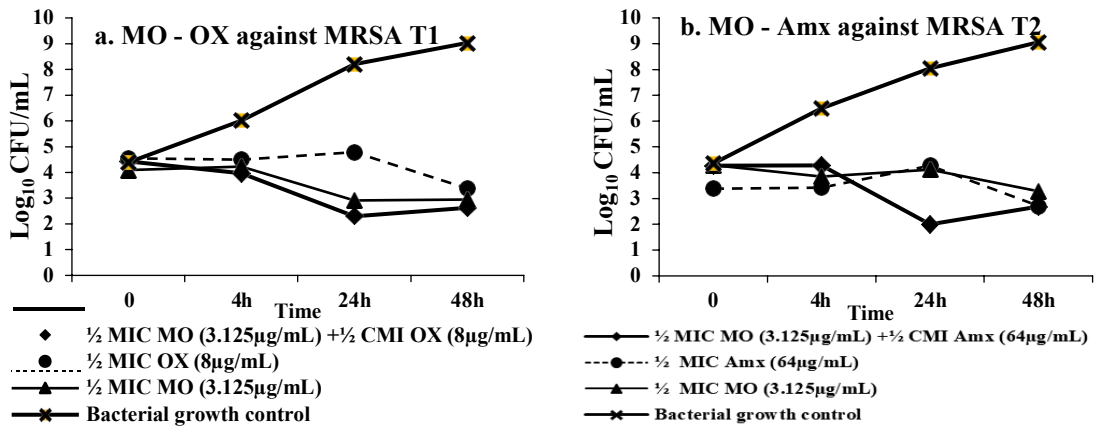 a. MO - OX against MRSA T1
Log10 CFU/mL
10
9
8
7
6
5
4
3
2
1
0
0 4h 24h 48h
Time
½ MIC MO (3.125µg/mL) +½ CMI OX (8µg/mL)
½ MIC OX (8µg/mL)
½ MIC MO (3.125µg/mL)
Bacterial growth control
b. MO - Amx against MRSA T2
Log10 CFU/mL
10
9
8
7
6
5
4
3
2
1
0
0 4h 24h 48h
Time
½ MIC MO (3.125µg/mL) +½ CMI Amx (64µg/mL)
½ MIC Amx (64µg/mL)
½ MIC MO (3.125µg/mL)
Bacterial growth control